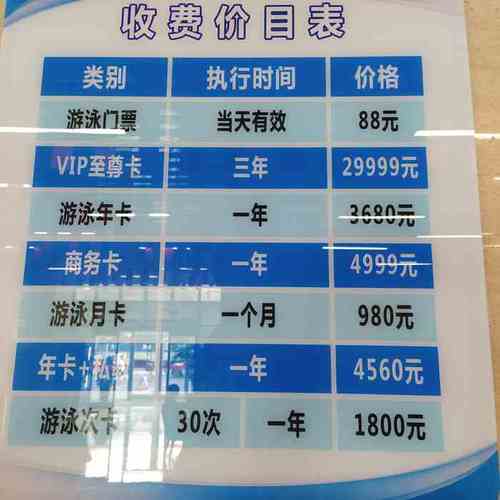 收费价目表
类别 执行时间 价格
游泳门票 当天有效 88元
VIP至尊卡 三年 29999元
游泳年卡 一年 3680元
商务卡 一年 4999元
游泳月卡 一个月 980元
年卡+私教 一年 4560元
游泳次卡 30次 一年 1800元